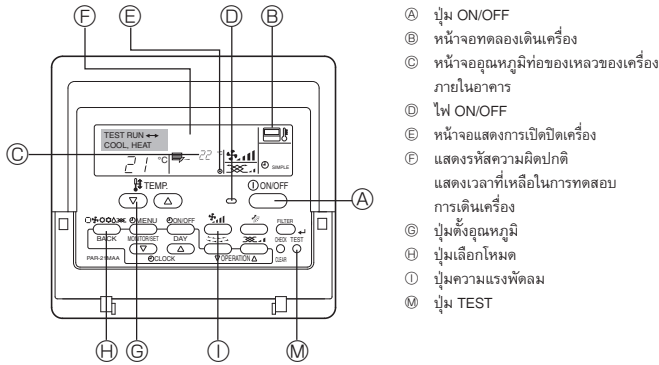 Ⓕ
Ⓔ
Ⓓ
Ⓑ
Ⓒ
Ⓐ
TEST RUN ↔
COOL, HEAT
21 °C
22 °C
SIMPLE
TEMP.
ON/OFF
MENU
ON/OFF
FILTER
BACK
MONITOR/SET
DAY
CHECK
TEST
PAR-21MAA
CLOCK
▽ OPERATION △
CLEAR
Ⓗ
Ⓖ
Ⓘ
Ⓜ
Ⓐ ปุ่ม ON/OFF
Ⓑ หน้าจอทดลองเดินเครื่อง
Ⓒ หน้าจออุณหภูมิท่อของเหลวของเครื่อง
ภายในอาคาร
Ⓓ ไฟ ON/OFF
Ⓔ หน้าจอแสดงการเปิดปิดเครื่อง
Ⓕ แสดงรหัสความผิดปกติ
แสดงเวลาที่เหลือในการทดสอบ
การเดินเครื่อง
Ⓖ ปุ่มตั้งอุณหภูมิ
Ⓗ ปุ่มเลือกโหมด
Ⓘ ปุ่มความแรงพัดลม
Ⓜ ปุ่ม TEST